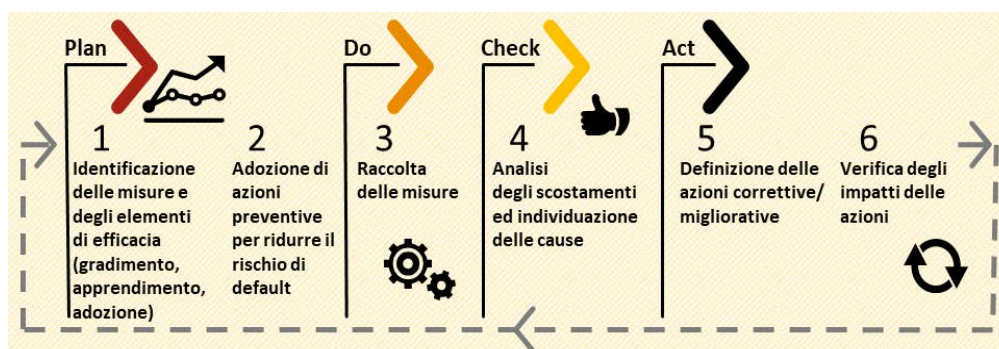 Plan
1
Identificazione
delle misure e
degli elementi
di efficacia
(gradimento,
apprendimento,
adozione)
2
Adozione di
azioni
preventive
per ridurre il
rischio di
default
Do
3
Raccolta
delle misure
Check
4
Analisi
degli scostamenti
ed individuazione
delle cause
Act
5
Definizione delle
azioni correttive/
migliorative
6
Verifica degli
impatti delle
azioni